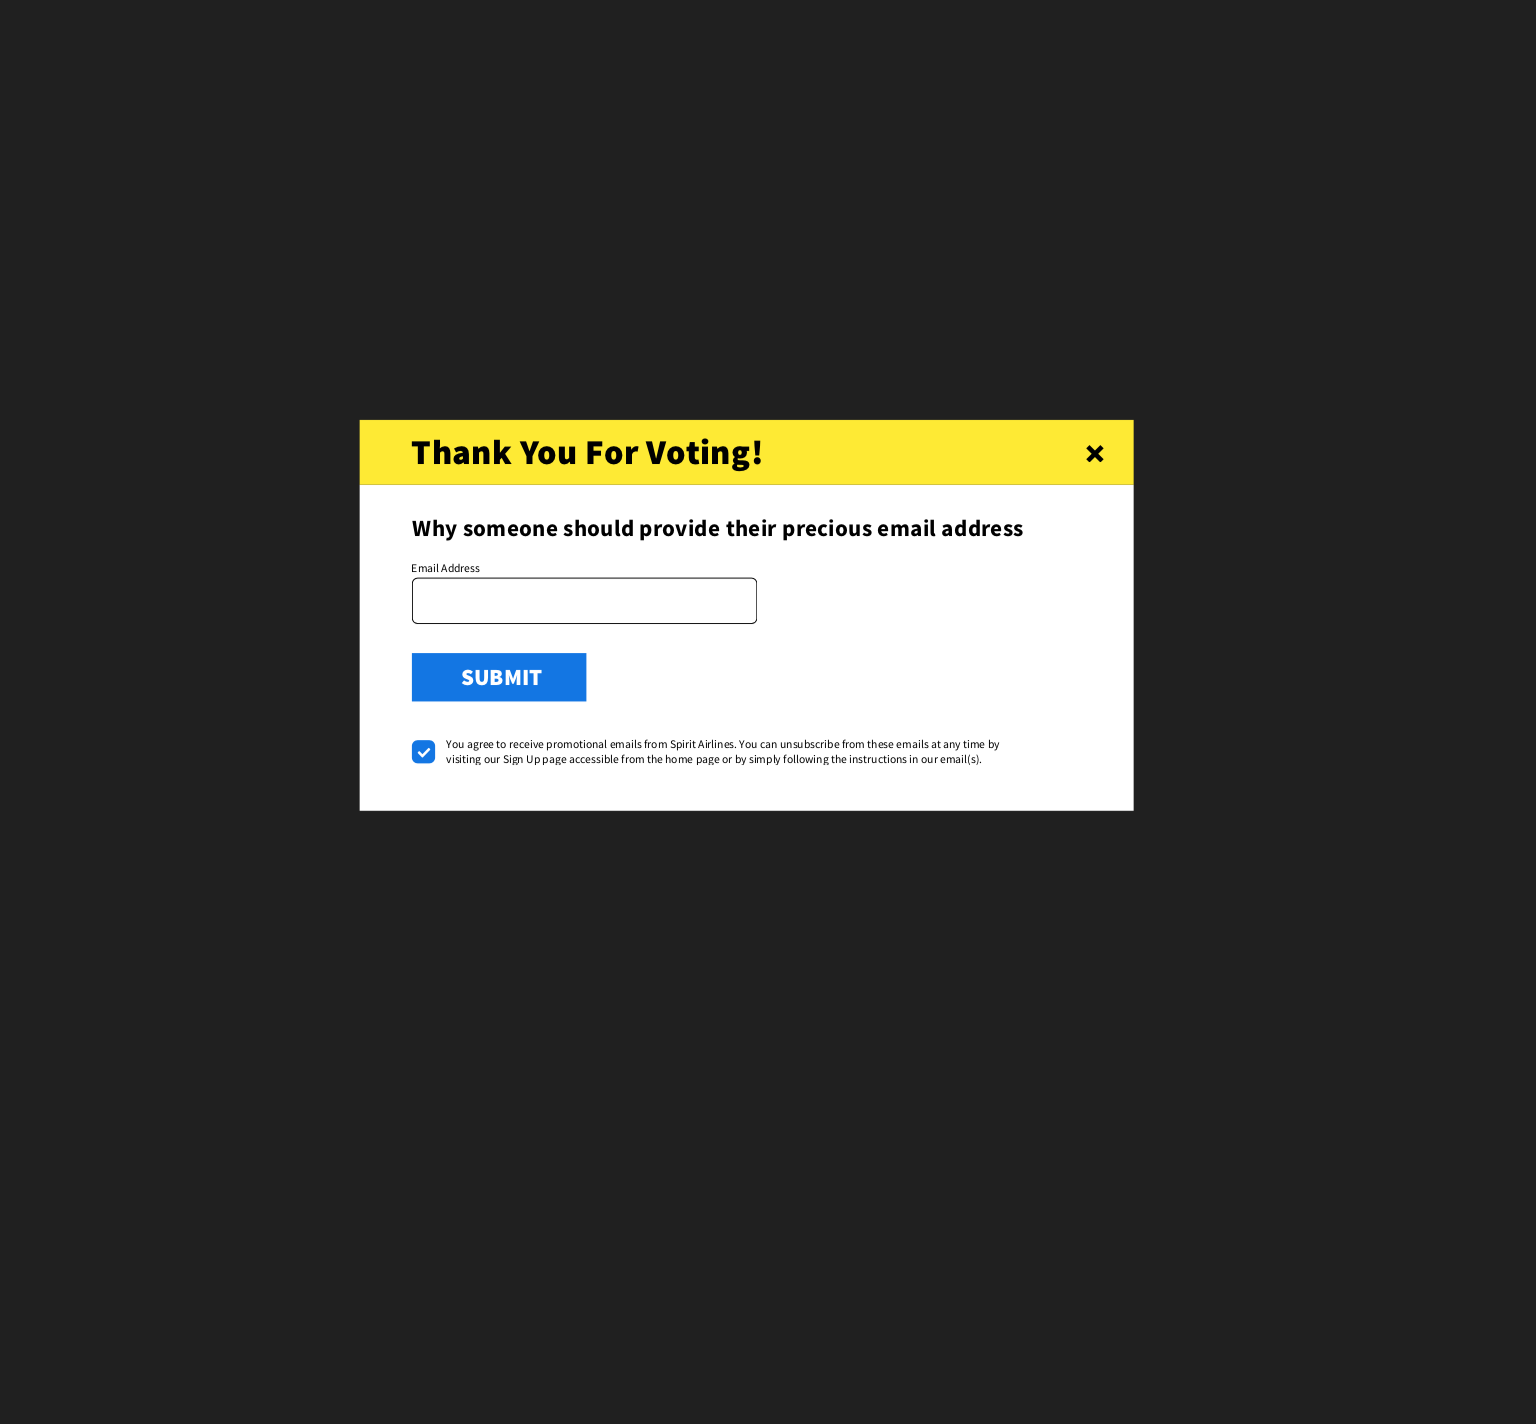 Thank You For Voting!
Why someone should provide their precious email address
Email Address
SUBMIT
You agree to receive promotional emails from Spirit Airlines. You can unsubscribe from these emails at any time by
visiting our Sign Up page accessible from the home page or by simply following the instructions in our email(s).